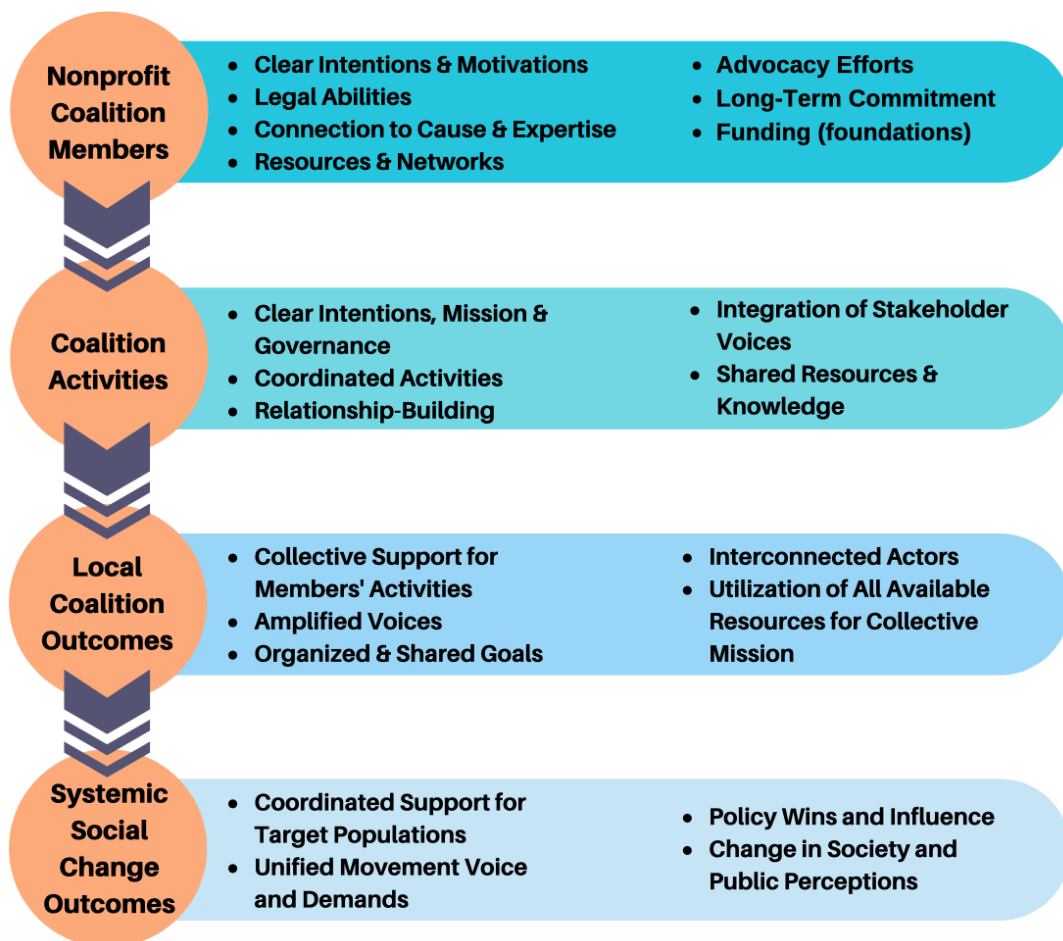 Nonprofit
Coalition
Members
• Clear Intentions & Motivations
• Legal Abilities
• Connection to Cause & Expertise
• Resources & Networks
• Advocacy Efforts
• Long-Term Commitment
• Funding (foundations)
Coalition
Activities
• Clear Intentions, Mission &
Governance
• Coordinated Activities
• Relationship-Building
• Integration of Stakeholder
Voices
• Shared Resources &
Knowledge
Local
Coalition
Outcomes
• Collective Support for
Members' Activities
• Amplified Voices
• Organized & Shared Goals
• Interconnected Actors
• Utilization of All Available
Resources for Collective
Mission
Systemic
Social
Change
Outcomes
• Coordinated Support for
Target Populations
• Unified Movement Voice
and Demands
• Policy Wins and Influence
• Change in Society and
Public Perceptions